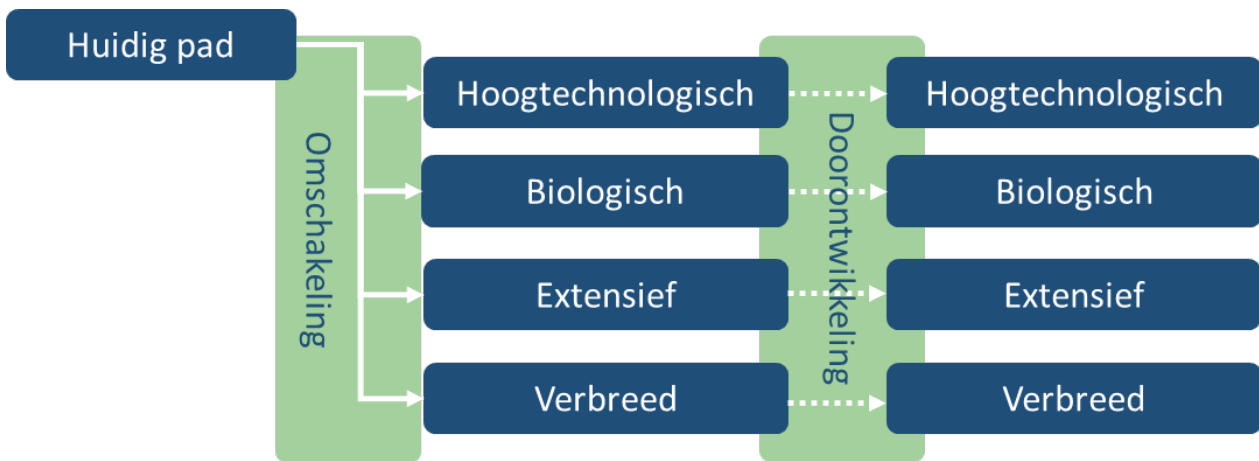 Huidig pad
Omschakeling
Hoogtechnologisch
Biologisch
Extensief
Verbreed
Doorontwikkeling
Hoogtechnologisch
Biologisch
Extensief
Verbreed